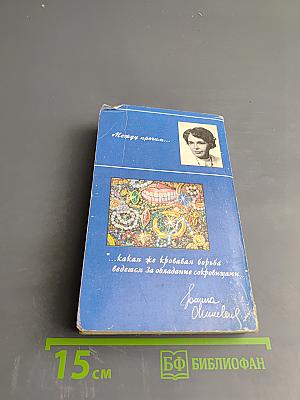 Между прочим...
...какая же кровавая борьба
ведется за обладание сокровищами...
15 см
БФ БИБЛИОФАН